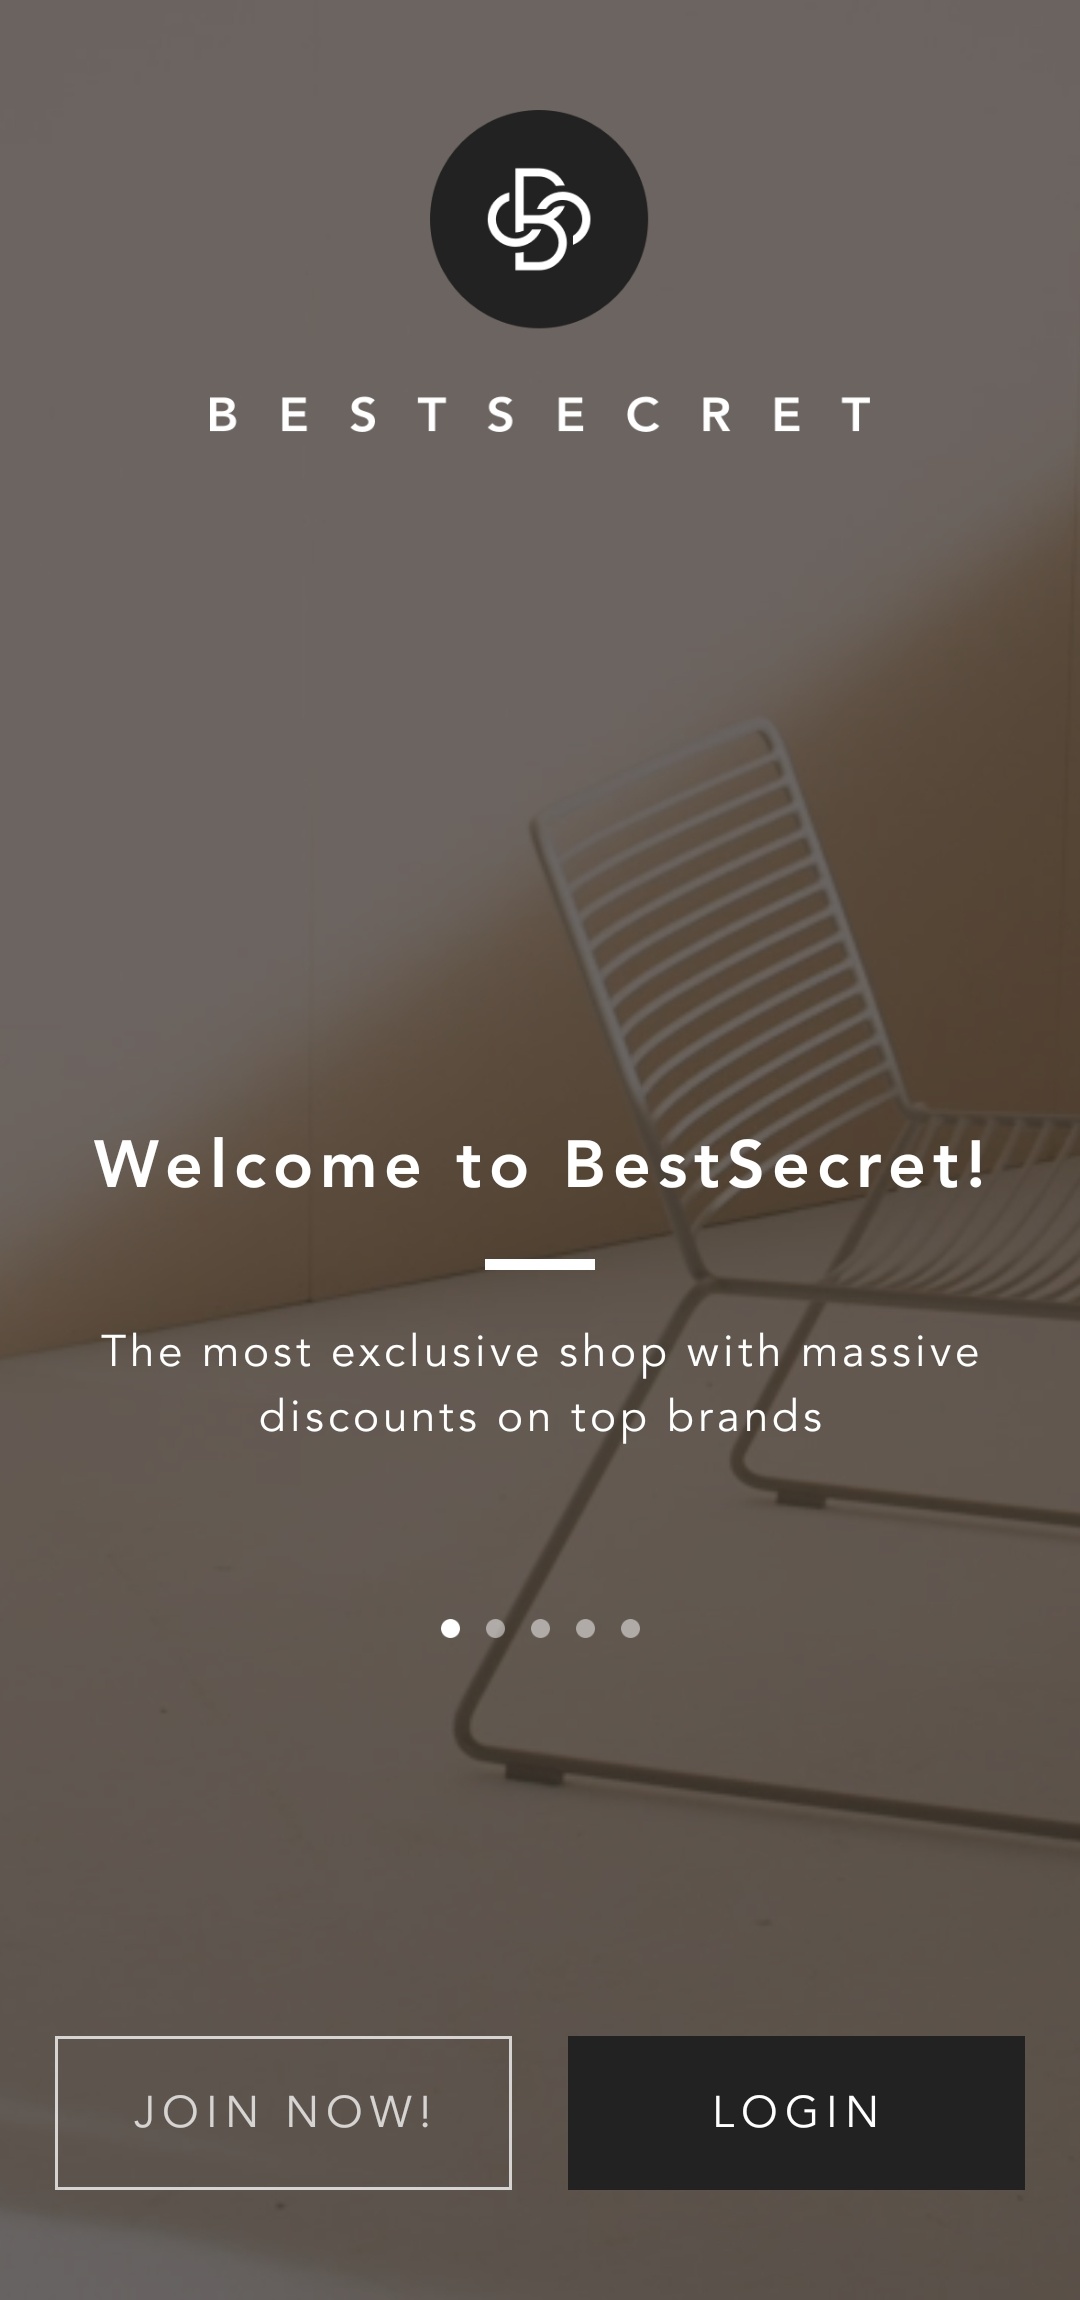 BESTSECRET
Welcome to BestSecret!
The most exclusive shop with massive
discounts on top brands
JOIN NOW!
LOGIN